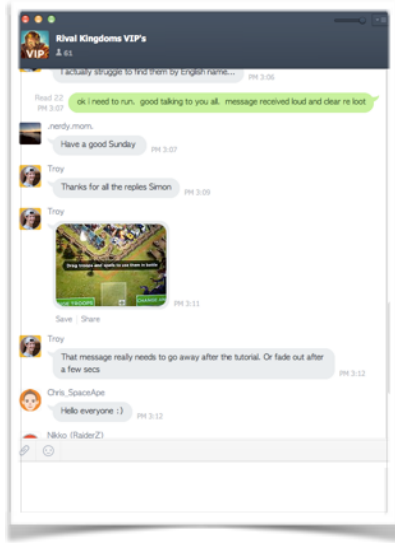 Rival Kingdoms VIP's
VIP
61
I actually struggle to find them by English name...
PM 3:06
Read 22
PM 3:07
ok i need to run. good talking to you all. message received loud and clear re loot
.nerdy.mom.
Have a good Sunday
PM 3:07
Troy
Thanks for all the replies Simon
PM 3:09
Troy
Drag troops and spells to use them in battle
PM 3:11
Save | Share
Troy
That message really needs to go away after the tutorial. Or fade out after
a few secs
PM 3:12
Chris_SpaceApe
Hello everyone : )
PM 3:12
Nikko (RaiderZ)